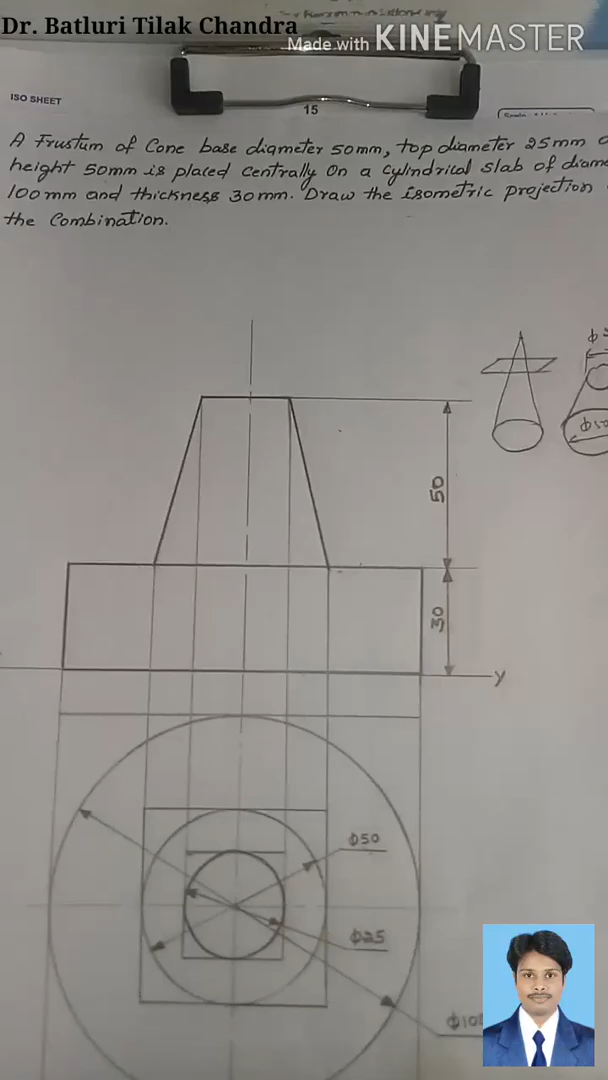 Dr. Batluri Tilak Chandra
Made with KINEMASTER
ISO SHEET
15
A Frustum of Cone base diameter 50mm, top diameter 25mm
height 50mm is placed centrally on a cylindrical slab of
100mm and thickness 30mm. Draw the isometric projection
the Combination.
50
30
Y
Φ50
Φ25
Φ50